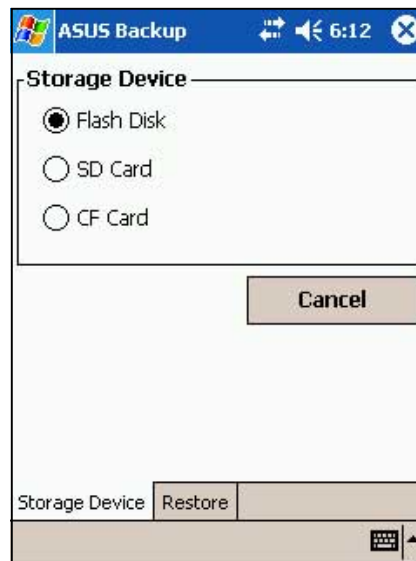 ASUS Backup 6:12
Storage Device
Flash Disk
SD Card
CF Card
Cancel
Storage Device Restore